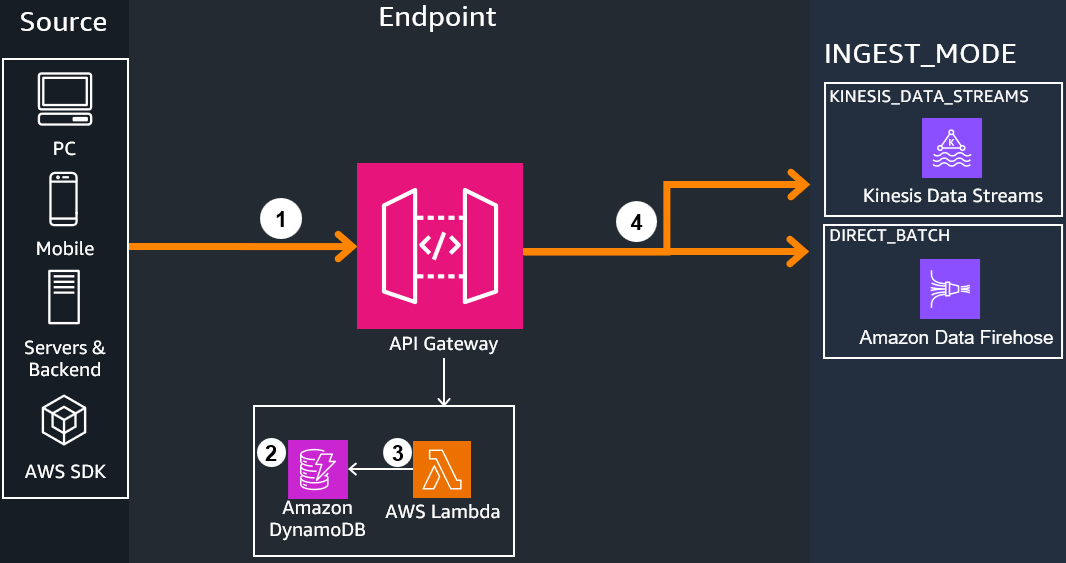 Source
Endpoint
INGEST_MODE
PC
Mobile
Servers &
Backend
AWS SDK
1
</>
API Gateway
2
Amazon
DynamoDB
3
AWS Lambda
4
KINESIS_DATA_STREAMS
K
Kinesis Data Streams
DIRECT_BATCH
Amazon Data Firehose